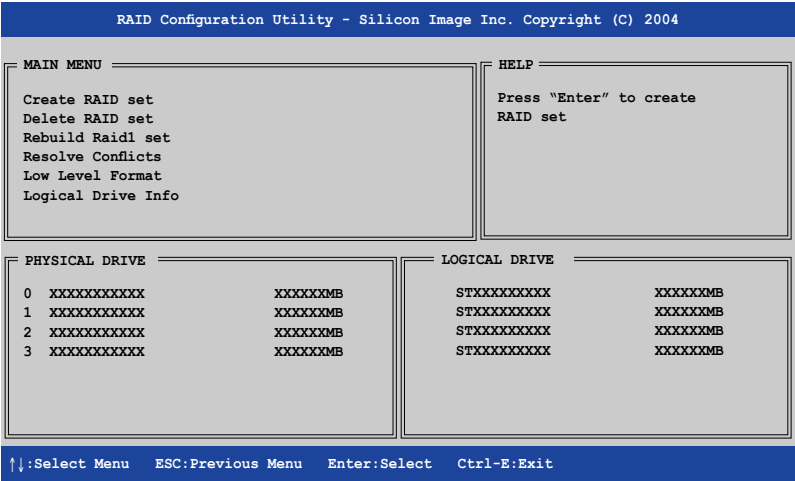 RAID Configuration Utility - Silicon Image Inc. Copyright (C) 2004
MAIN MENU
Create RAID set
Delete RAID set
Rebuild Raid1 set
Resolve Conflicts
Low Level Format
Logical Drive Info
HELP
Press “Enter” to create
RAID set
PHYSICAL DRIVE
0 XXXXXXXXXXX XXXXXXMB
1 XXXXXXXXXXX XXXXXXMB
2 XXXXXXXXXXX XXXXXXMB
3 XXXXXXXXXXX XXXXXXMB
LOGICAL DRIVE
STXXXXXXXXX XXXXXXMB
STXXXXXXXXX XXXXXXMB
STXXXXXXXXX XXXXXXMB
STXXXXXXXXX XXXXXXMB
↑↓:Select Menu ESC:Previous Menu Enter:Select Ctrl-E:Exit